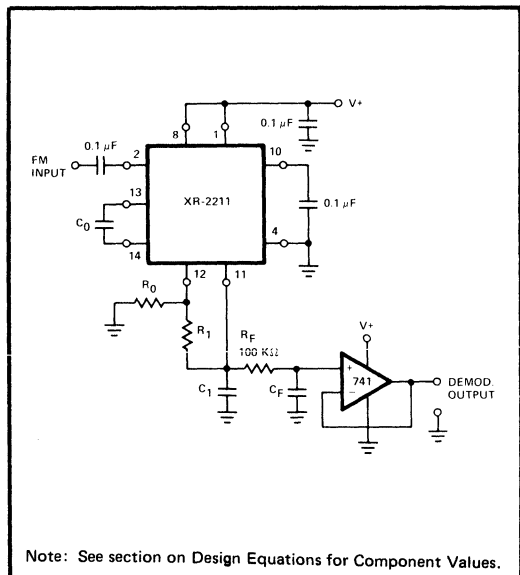 V+
8
1
0.1 µF
FM
INPUT
0.1 µF
2
10
13
XR-2211
0.1 µF
C0
14
4
12
11
R0
R1
RF
100 KΩ
V+
C1
CF
+
741
−
DEMOD.
OUTPUT
Note: See section on Design Equations for Component Values.